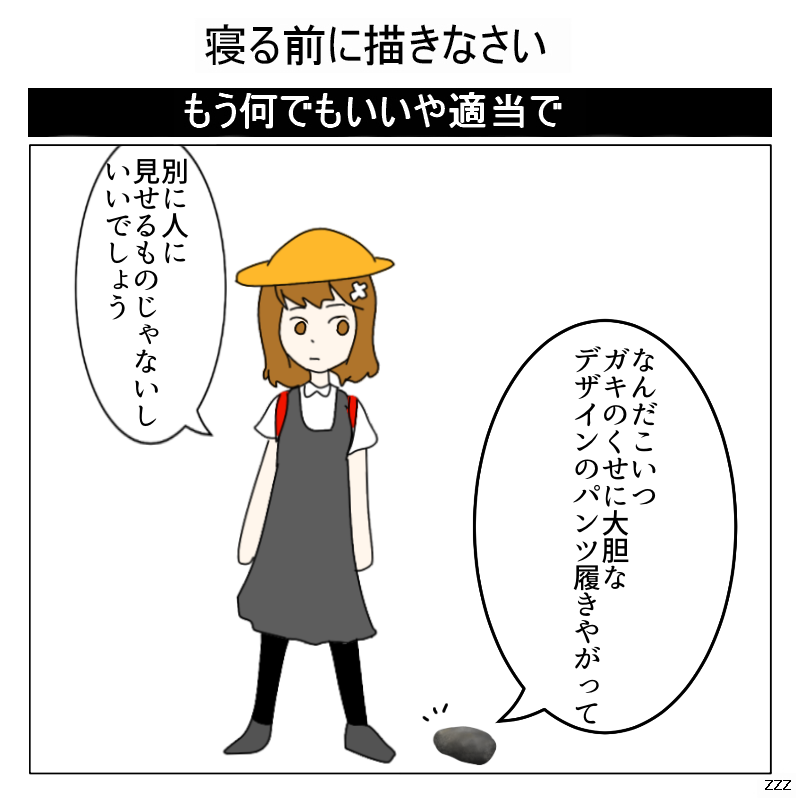 寝る前に描きなさい
もう何でもいいや適当で
なんだこいつ
ガキのくせに大胆な
デザインのパンツ履きやがって
別に人に
見せるものじゃないし
いいでしょう
zzz